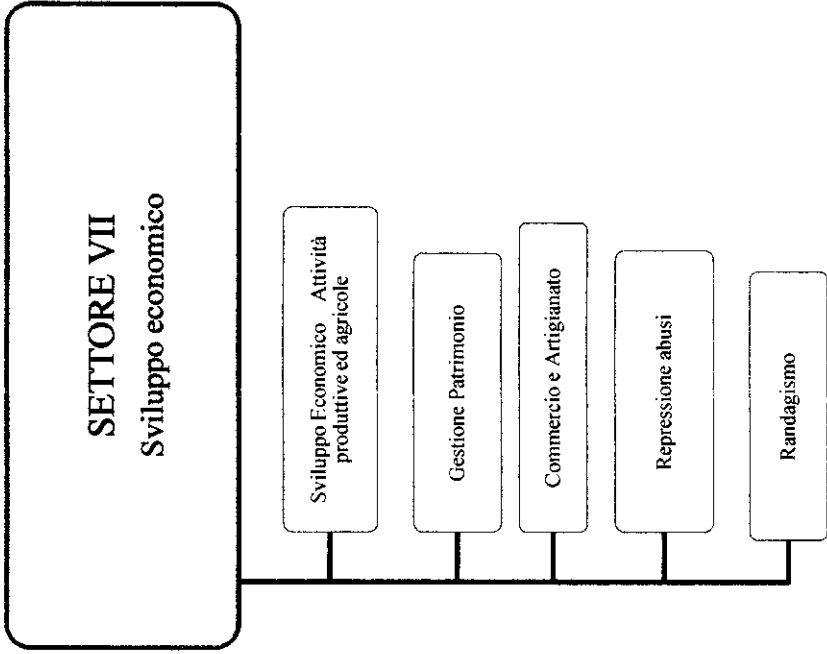 SETTORE VII
Sviluppo economico
Sviluppo Economico Attività
produttive ed agricole
Gestione Patrimonio
Commercio e Artigianato
Repressione abusi
Randagismo